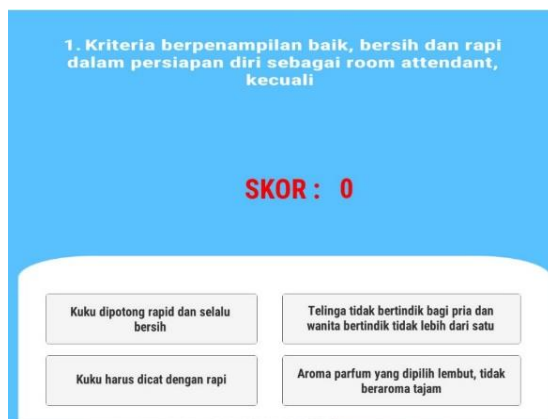 1. Kriteria berpenampilan baik, bersih dan rapi
dalam persiapan diri sebagai room attendant,
kecuali
SKOR : 0
Kuku dipotong rapid dan selalu
bersih
Telinga tidak bertindik bagi pria dan
wanita bertindik tidak lebih dari satu
Kuku harus dicat dengan rapi
Aroma parfum yang dipilih lembut, tidak
beraroma tajam